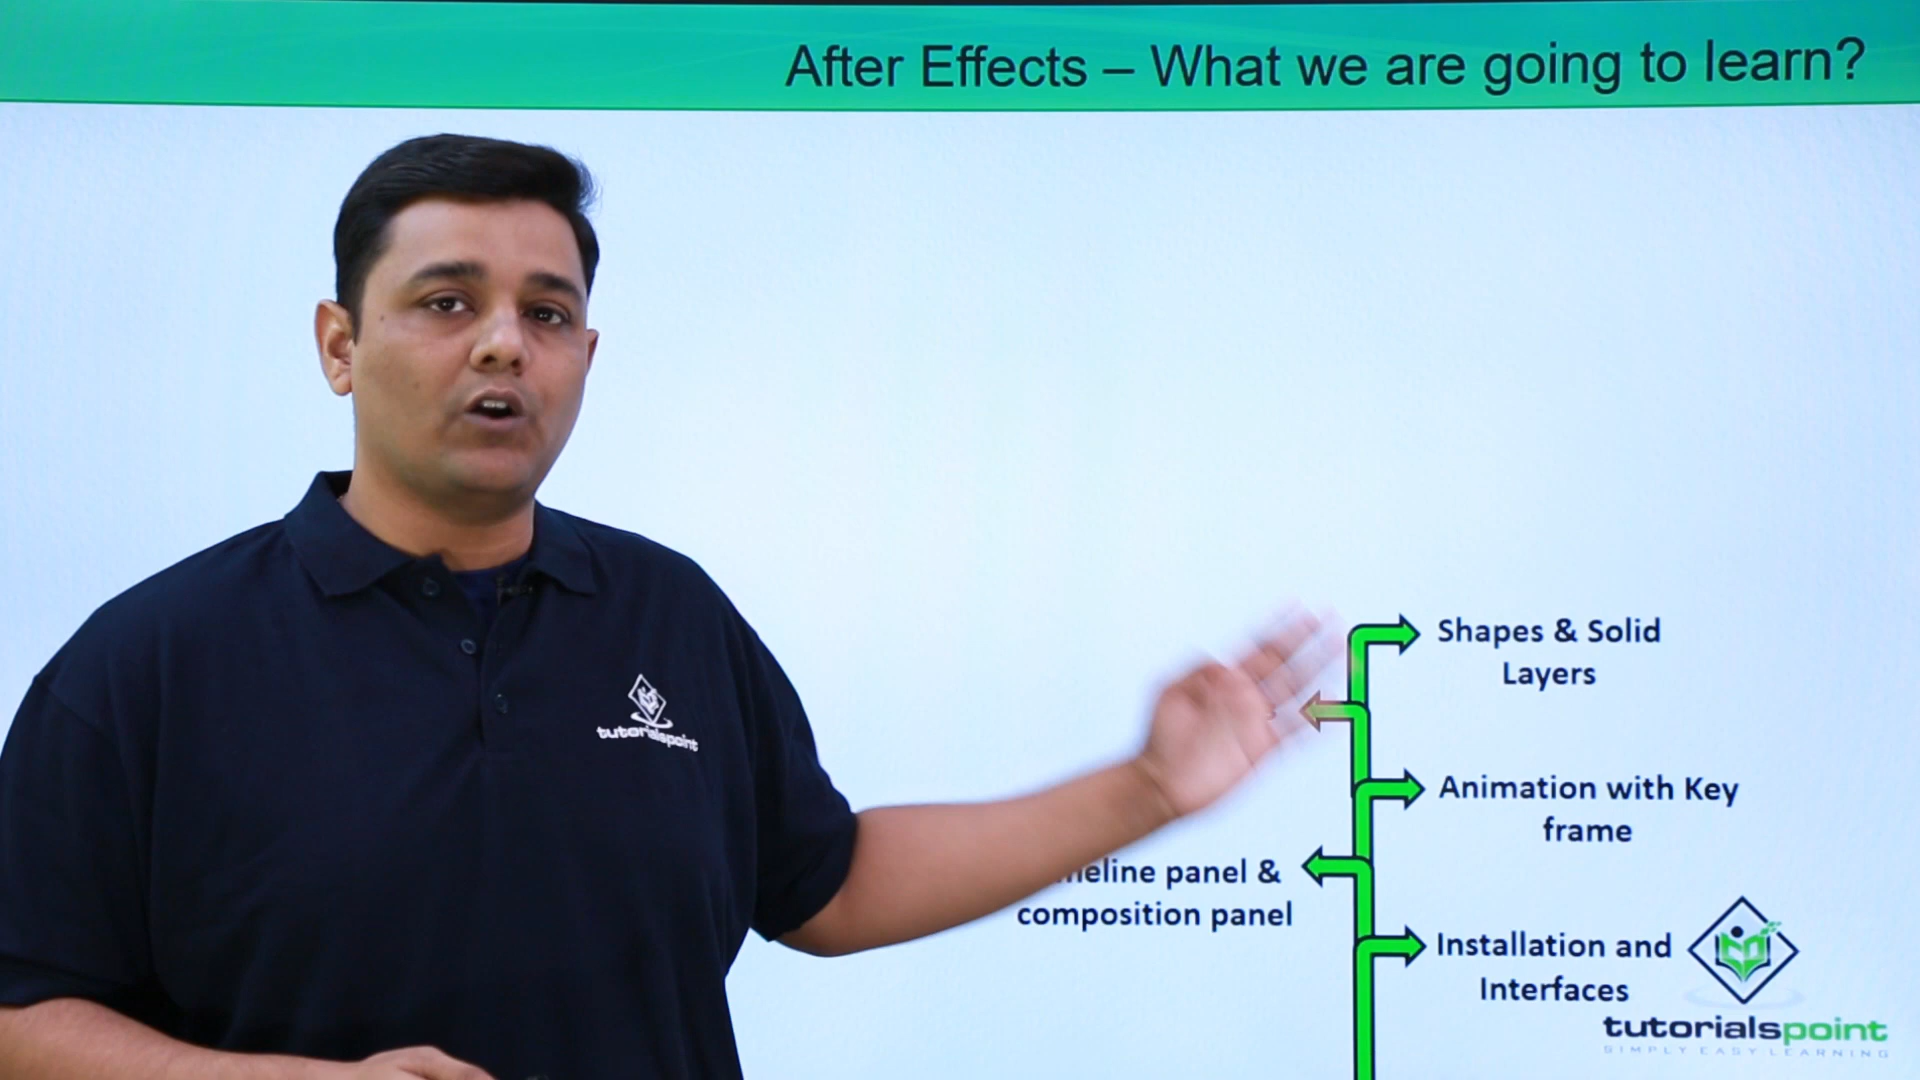 After Effects – What we are going to learn?
Shapes & Solid
Layers
Animation with Key
frame
panel &
composition panel
Installation and
Interfaces
tutorialspoint
SIMPLY EASY LEARNING
tutorialspoint